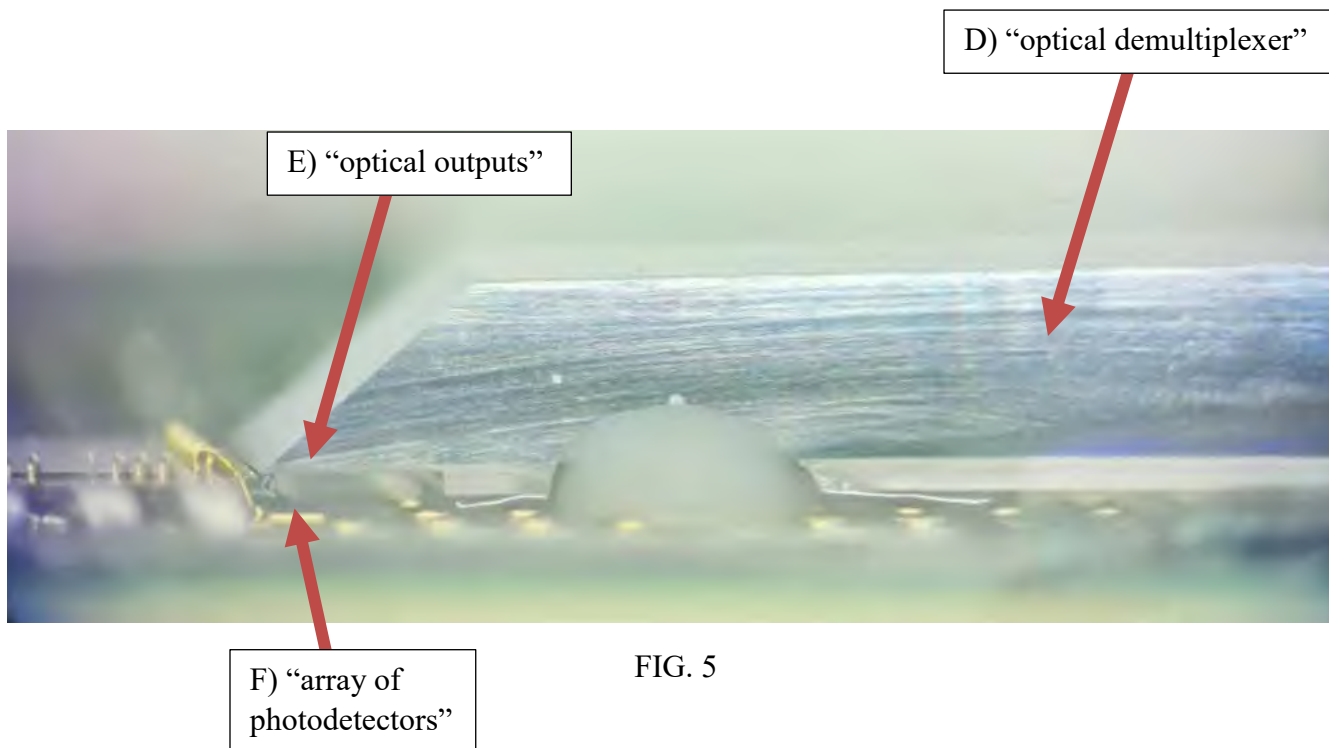 D) “optical demultiplexer”
E) “optical outputs”
F) “array of
photodetectors”
FIG. 5